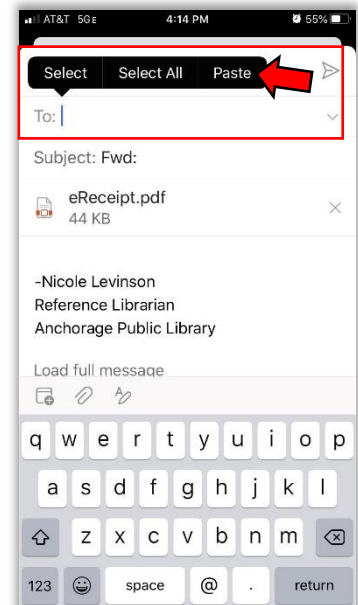 AT&T 5GE 4:14 PM 55%
Select Select All Paste
To:
Subject: Fwd:
eReceipt.pdf
44 KB
-Nicole Levinson
Reference Librarian
Anchorage Public Library
Load full message
q w e r t y u i o p
a s d f g h j k l
z x c v b n m
123 space @ . return